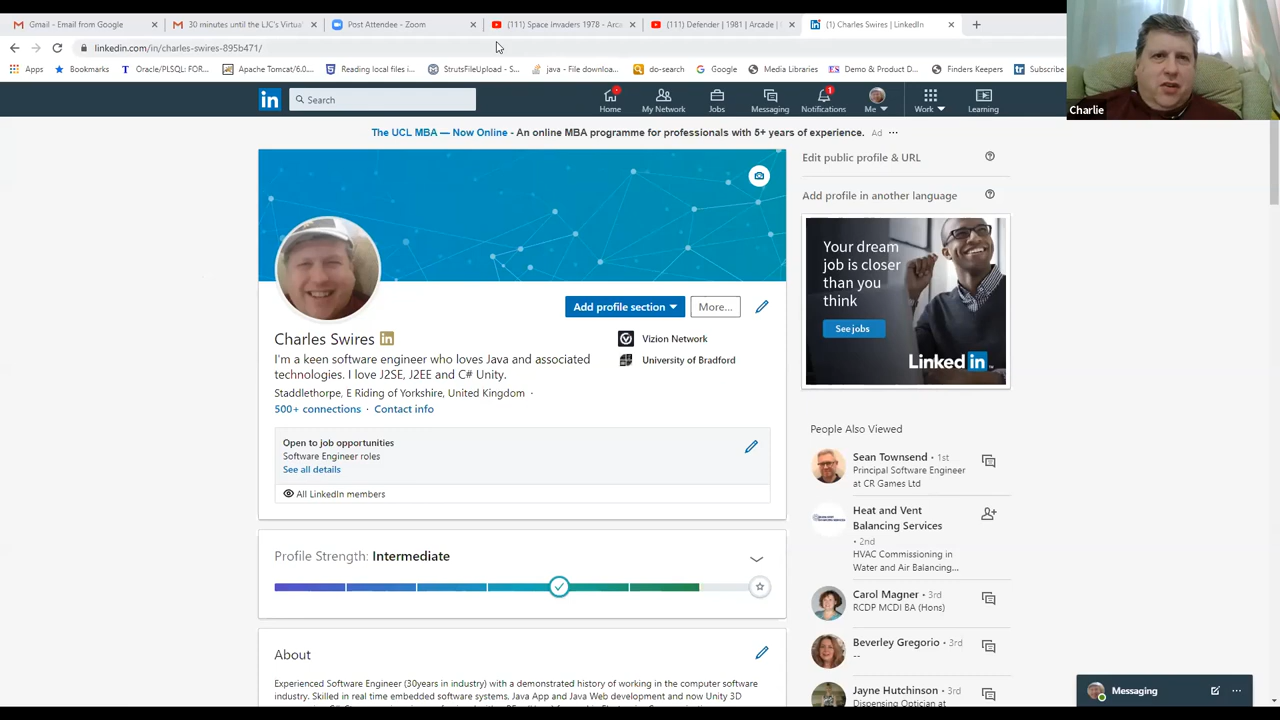 Gmail - Email from Google
30 minutes until the LJC's Virtua
Post Attendee - Zoom
(111) Space Invaders 1978 - Arca
(111) Defender | 1981 | Arcade |
(1) Charles Swires | LinkedIn
linkedin.com/in/charles-swires-895b471/
Apps
Bookmarks
Oracle/PLSQL: FOR...
Apache Tomcat/6.0...
Reading local files i...
StrutsFileUpload - S...
java - File downloa...
do-search
Google
Media Libraries
Demo & Product D...
Finders Keepers
Subscribe
Charlie
in
Search
Home
My Network
Jobs
Messaging
1
Notifications
Me
Work
Learning
The UCL MBA — Now Online - An online MBA programme for professionals with 5+ years of experience. Ad ···
Edit public profile & URL
Add profile in another language
Your dream
job is closer
than you
think
See jobs
Linked in
Add profile section
More...
Charles Swires in
Vizion Network
University of Bradford
I'm a keen software engineer who loves Java and associated
technologies. I love J2SE, J2EE and C# Unity.
Staddlethorpe, E Riding of Yorkshire, United Kingdom ·
500+ connections · Contact info
Open to job opportunities
Software Engineer roles
See all details
All LinkedIn members
People Also Viewed
Sean Townsend • 1st
Principal Software Engineer
at CR Games Ltd
Heat and Vent
Balancing Services
• 2nd
HVAC Commissioning in
Water and Air Balancing...
Carol Magner • 3rd
RCDP MCDI BA (Hons)
Beverley Gregorio • 3rd
--
Jayne Hutchinson • 3rd
Dispensing Optician at
Profile Strength: Intermediate
About
Experienced Software Engineer (30years in industry) with a demonstrated history of working in the computer software
industry. Skilled in real time embedded software systems, Java App and Java Web development and now Unity 3D
Messaging